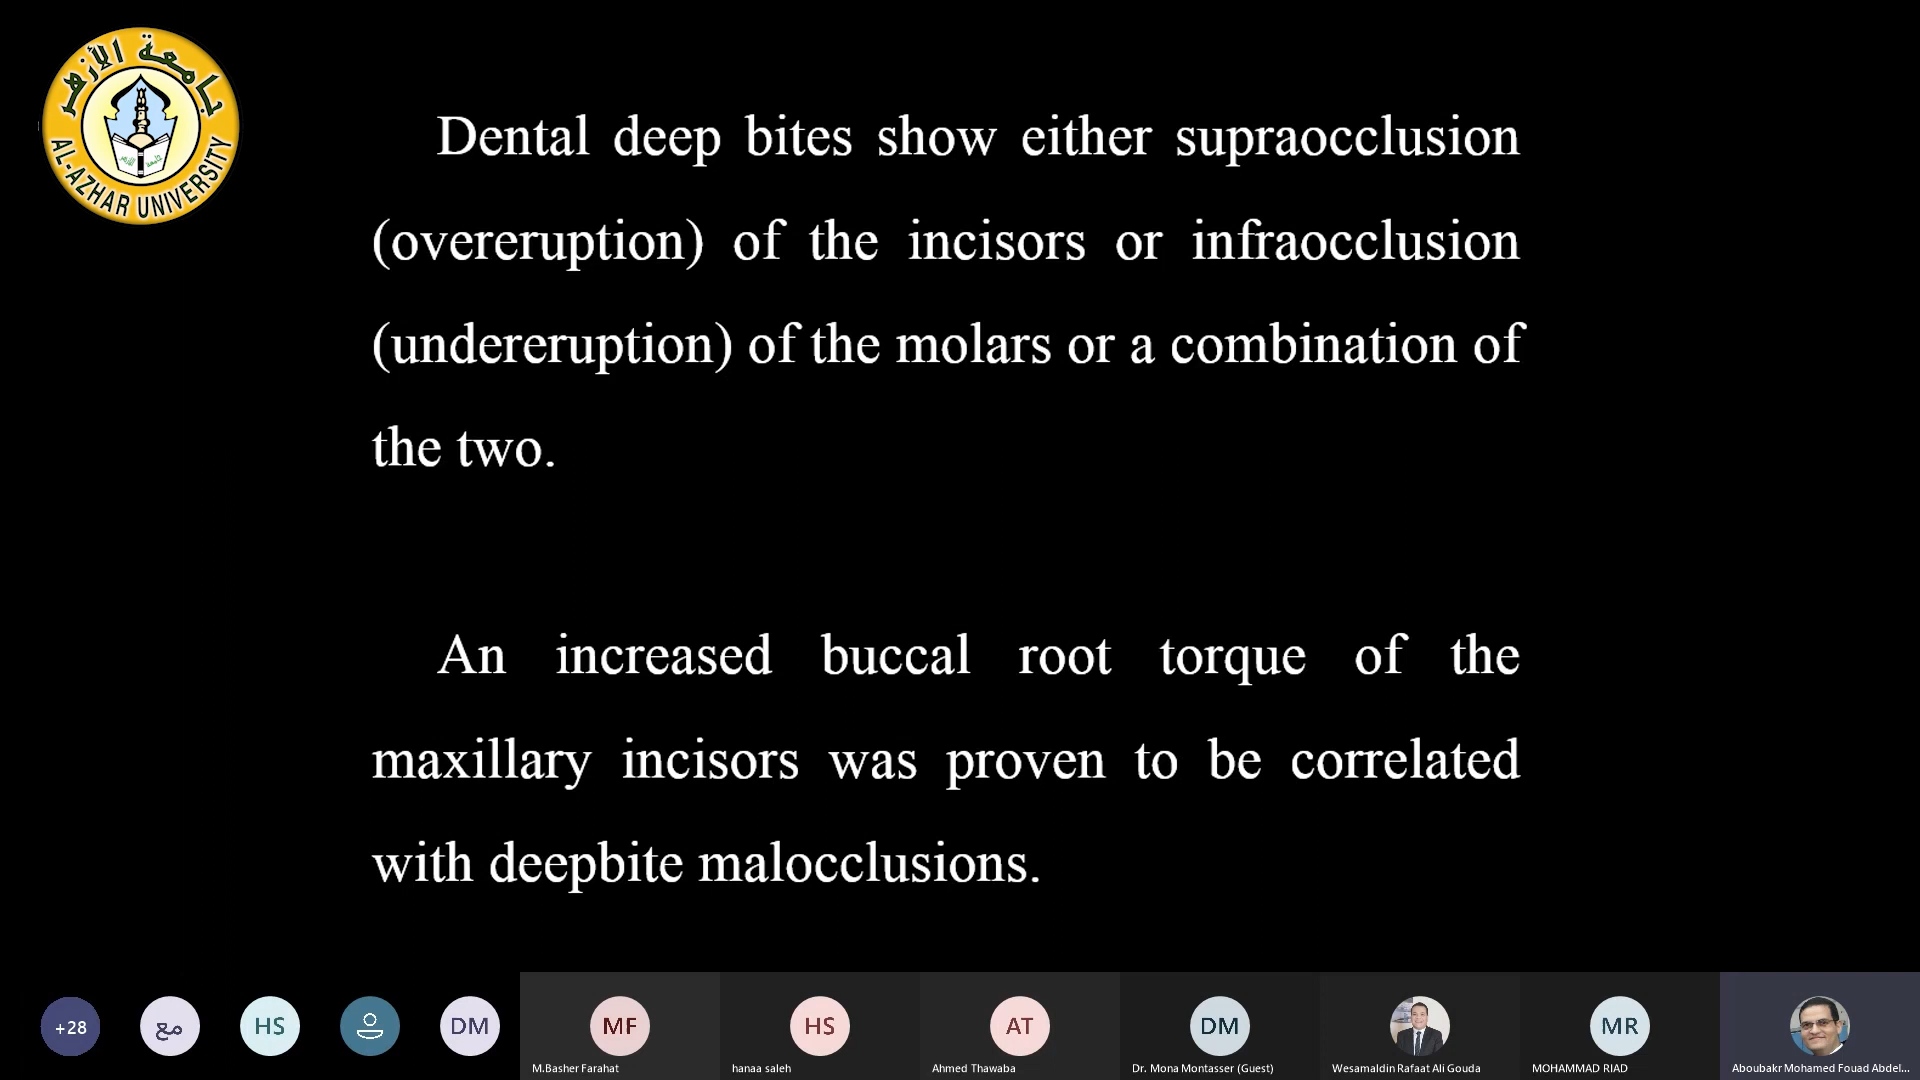 جامعة الأزهر
AL-AZHAR UNIVERSITY
Dental deep bites show either supraocclusion
(overeruption) of the incisors or infraocclusion
(undereruption) of the molars or a combination of
the two.
An increased buccal root torque of the
maxillary incisors was proven to be correlated
with deepbite malocclusions.
+28
مع
HS
DM
MF
HS
AT
DM
MR
M.Basher Farahat
hanaa saleh
Ahmed Thawaba
Dr. Mona Montasser (Guest)
Wesamaldin Rafaat Ali Gouda
MOHAMMAD RIAD
Aboubakr Mohamed Fouad Abdel...